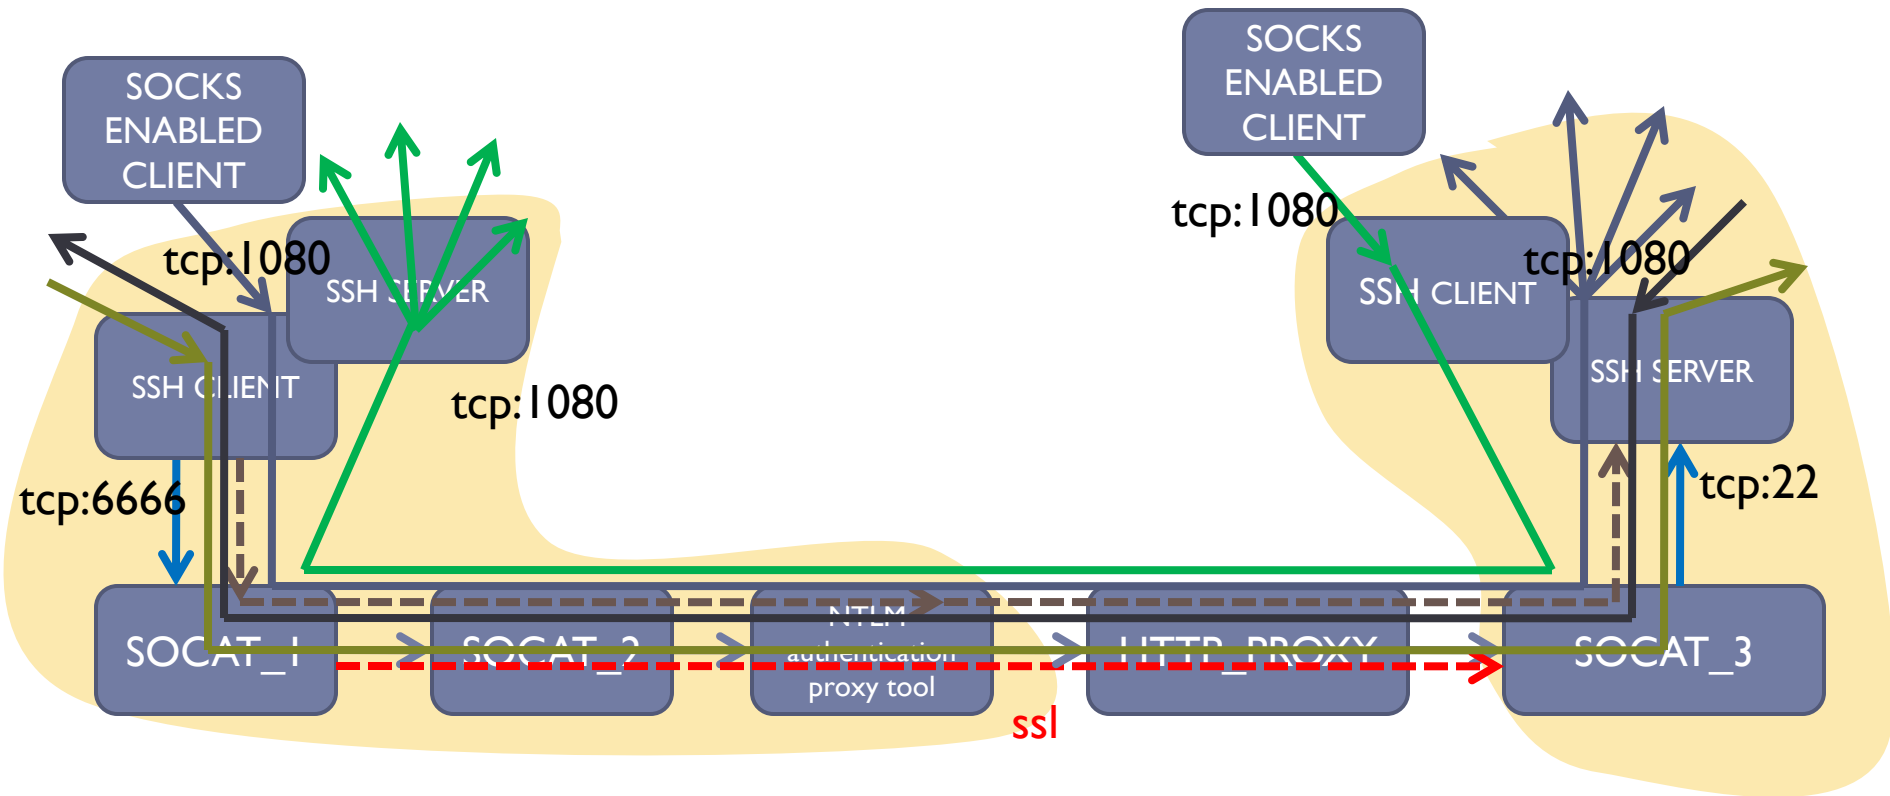 SOCKS
ENABLED
CLIENT
SOCKS
ENABLED
CLIENT
tcp:1080
tcp:1080
tcp:1080
SSH SERVER
SSH CLIENT
SSH CLIENT
SSH SERVER
tcp:1080
tcp:6666
tcp:22
SOCAT_1
SOCAT_2
NTLM
authentication
proxy tool
HTTP_PROXY
SOCAT_3
ssl